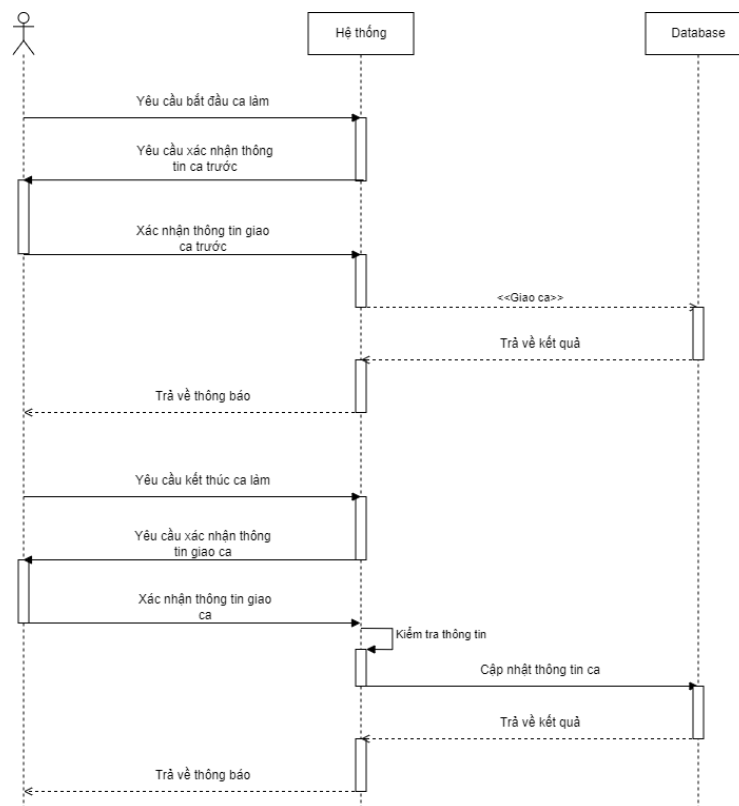 Hệ thống
Database
Yêu cầu bắt đầu ca làm
Yêu cầu xác nhận thông
tin ca trước
Xác nhận thông tin giao
ca trước
<<Giao ca>>
Trả về kết quả
Trả về thông báo
Yêu cầu kết thúc ca làm
Yêu cầu xác nhận thông
tin giao ca
Xác nhận thông tin giao
ca
Kiểm tra thông tin
Cập nhật thông tin ca
Trả về kết quả
Trả về thông báo